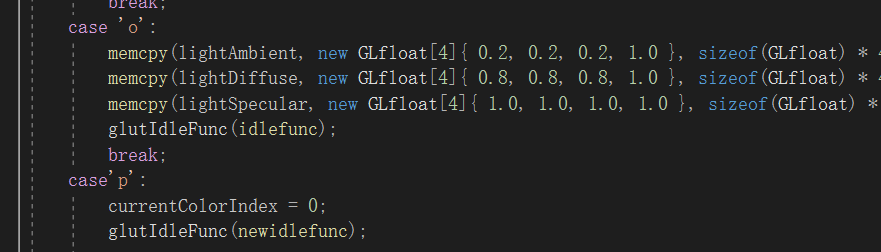 break;
case 'o':
memcpy(lightAmbient, new GLfloat[4]{ 0.2, 0.2, 0.2, 1.0 }, sizeof(GLfloat) *
memcpy(lightDiffuse, new GLfloat[4]{ 0.8, 0.8, 0.8, 1.0 }, sizeof(GLfloat) *
memcpy(lightSpecular, new GLfloat[4]{ 1.0, 1.0, 1.0, 1.0 }, sizeof(GLfloat) *
glutIdleFunc(idlefunc);
break;
case'p':
currentColorIndex = 0;
glutIdleFunc(newidlefunc);